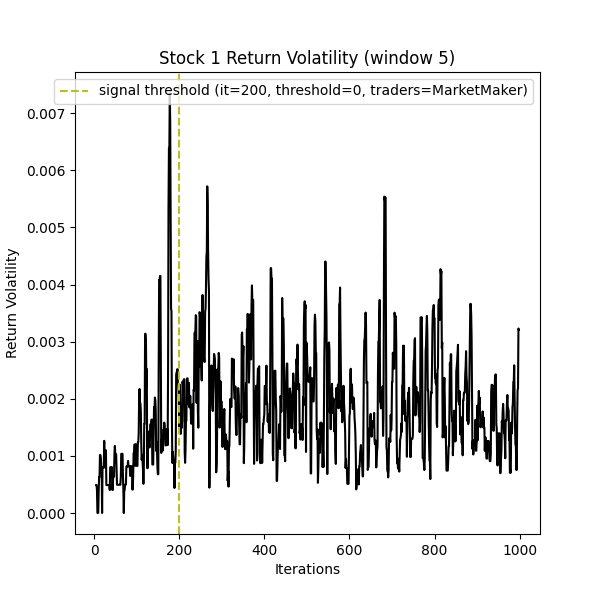 Stock 1 Return Volatility (window 5)
signal threshold (it=200, threshold=0, traders=MarketMaker)
Return Volatility
0.007
0.006
0.005
0.004
0.003
0.002
0.001
0.000
0 200 400 600 800 1000
Iterations